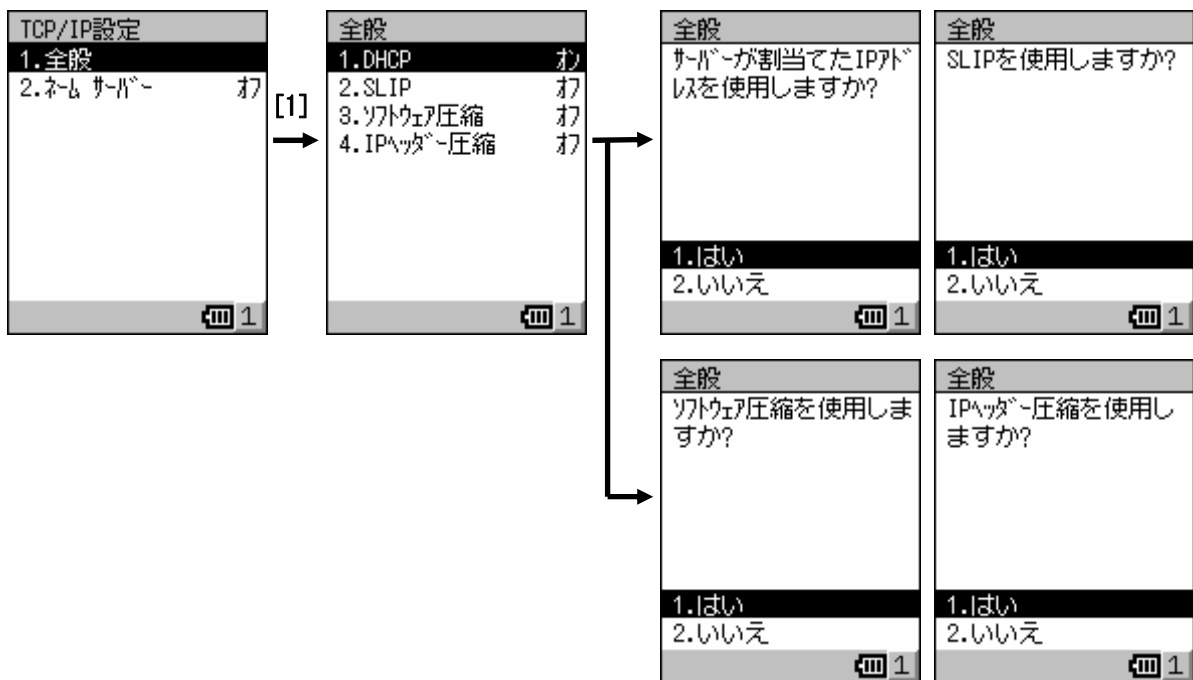 TCP/IP設定
1.全般
2.ﾈｰﾑ ｻｰﾊﾞｰ ｵﾌ
1
[1]
全般
1.DHCP ｵﾝ
2.SLIP ｵﾌ
3.ｿﾌﾄｳｪｱ圧縮 ｵﾌ
4.IPﾍｯﾀﾞｰ圧縮 ｵﾌ
1
全般
ｻｰﾊﾞｰが割当てたIPｱﾄﾞ
ﾚｽを使用しますか?
1.はい
2.いいえ
1
全般
SLIPを使用しますか?
1.はい
2.いいえ
1
全般
ｿﾌﾄｳｪｱ圧縮を使用しま
すか?
1.はい
2.いいえ
1
全般
IPﾍｯﾀﾞｰ圧縮を使用し
ますか?
1.はい
2.いいえ
1